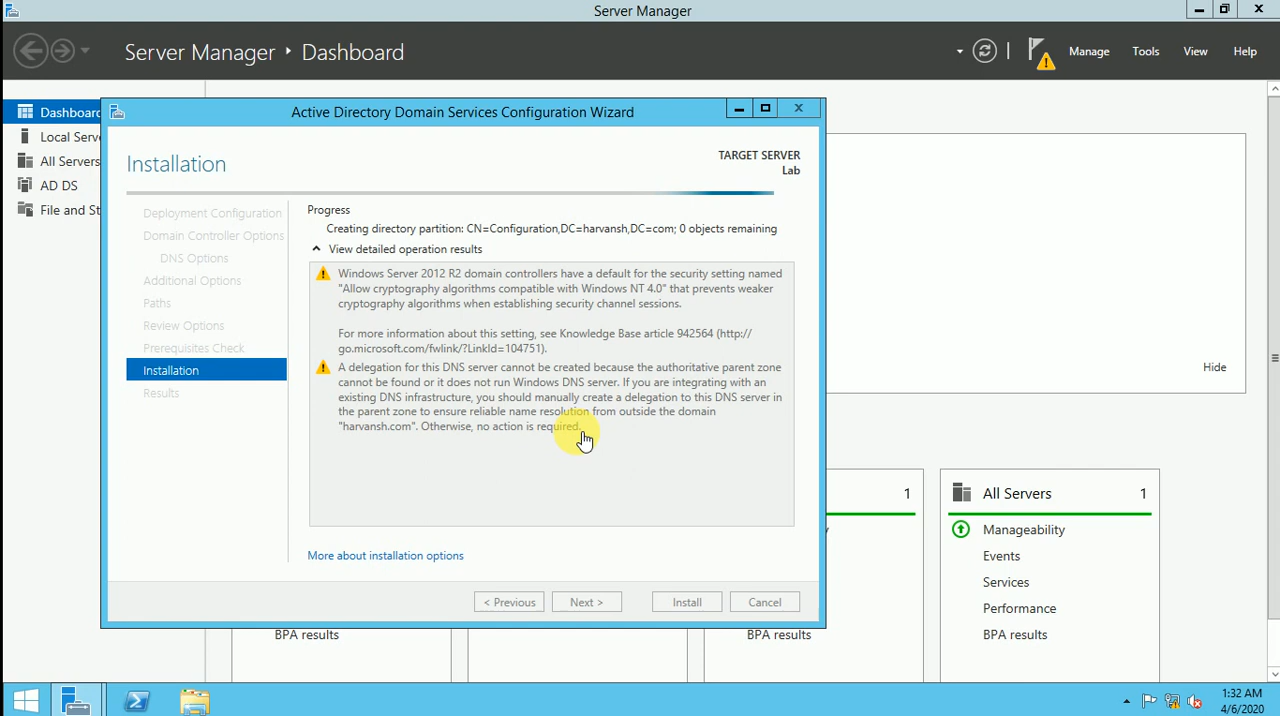 Server Manager
Server Manager ‣ Dashboard
Manage Tools View Help
Dashboard
Local Serve
All Servers
AD DS
File and St
Active Directory Domain Services Configuration Wizard
Installation
TARGET SERVER
Lab
Deployment Configuration
Domain Controller Options
DNS Options
Additional Options
Paths
Review Options
Prerequisites Check
Installation
Results
Progress
Creating directory partition: CN=Configuration,DC=harvansh,DC=com; 0 objects remaining
View detailed operation results
Windows Server 2012 R2 domain controllers have a default for the security setting named
"Allow cryptography algorithms compatible with Windows NT 4.0" that prevents weaker
cryptography algorithms when establishing security channel sessions.
For more information about this setting, see Knowledge Base article 942564 (http://
go.microsoft.com/fwlink/?LinkId=104751).
A delegation for this DNS server cannot be created because the authoritative parent zone
cannot be found or it does not run Windows DNS server. If you are integrating with an
existing DNS infrastructure, you should manually create a delegation to this DNS server in
the parent zone to ensure reliable name resolution from outside the domain
"harvansh.com". Otherwise, no action is required.
More about installation options
< Previous Next > Install Cancel
Hide
1
All Servers 1
Manageability
Events
Services
Performance
BPA results
BPA results
BPA results
1:32 AM
4/6/2020